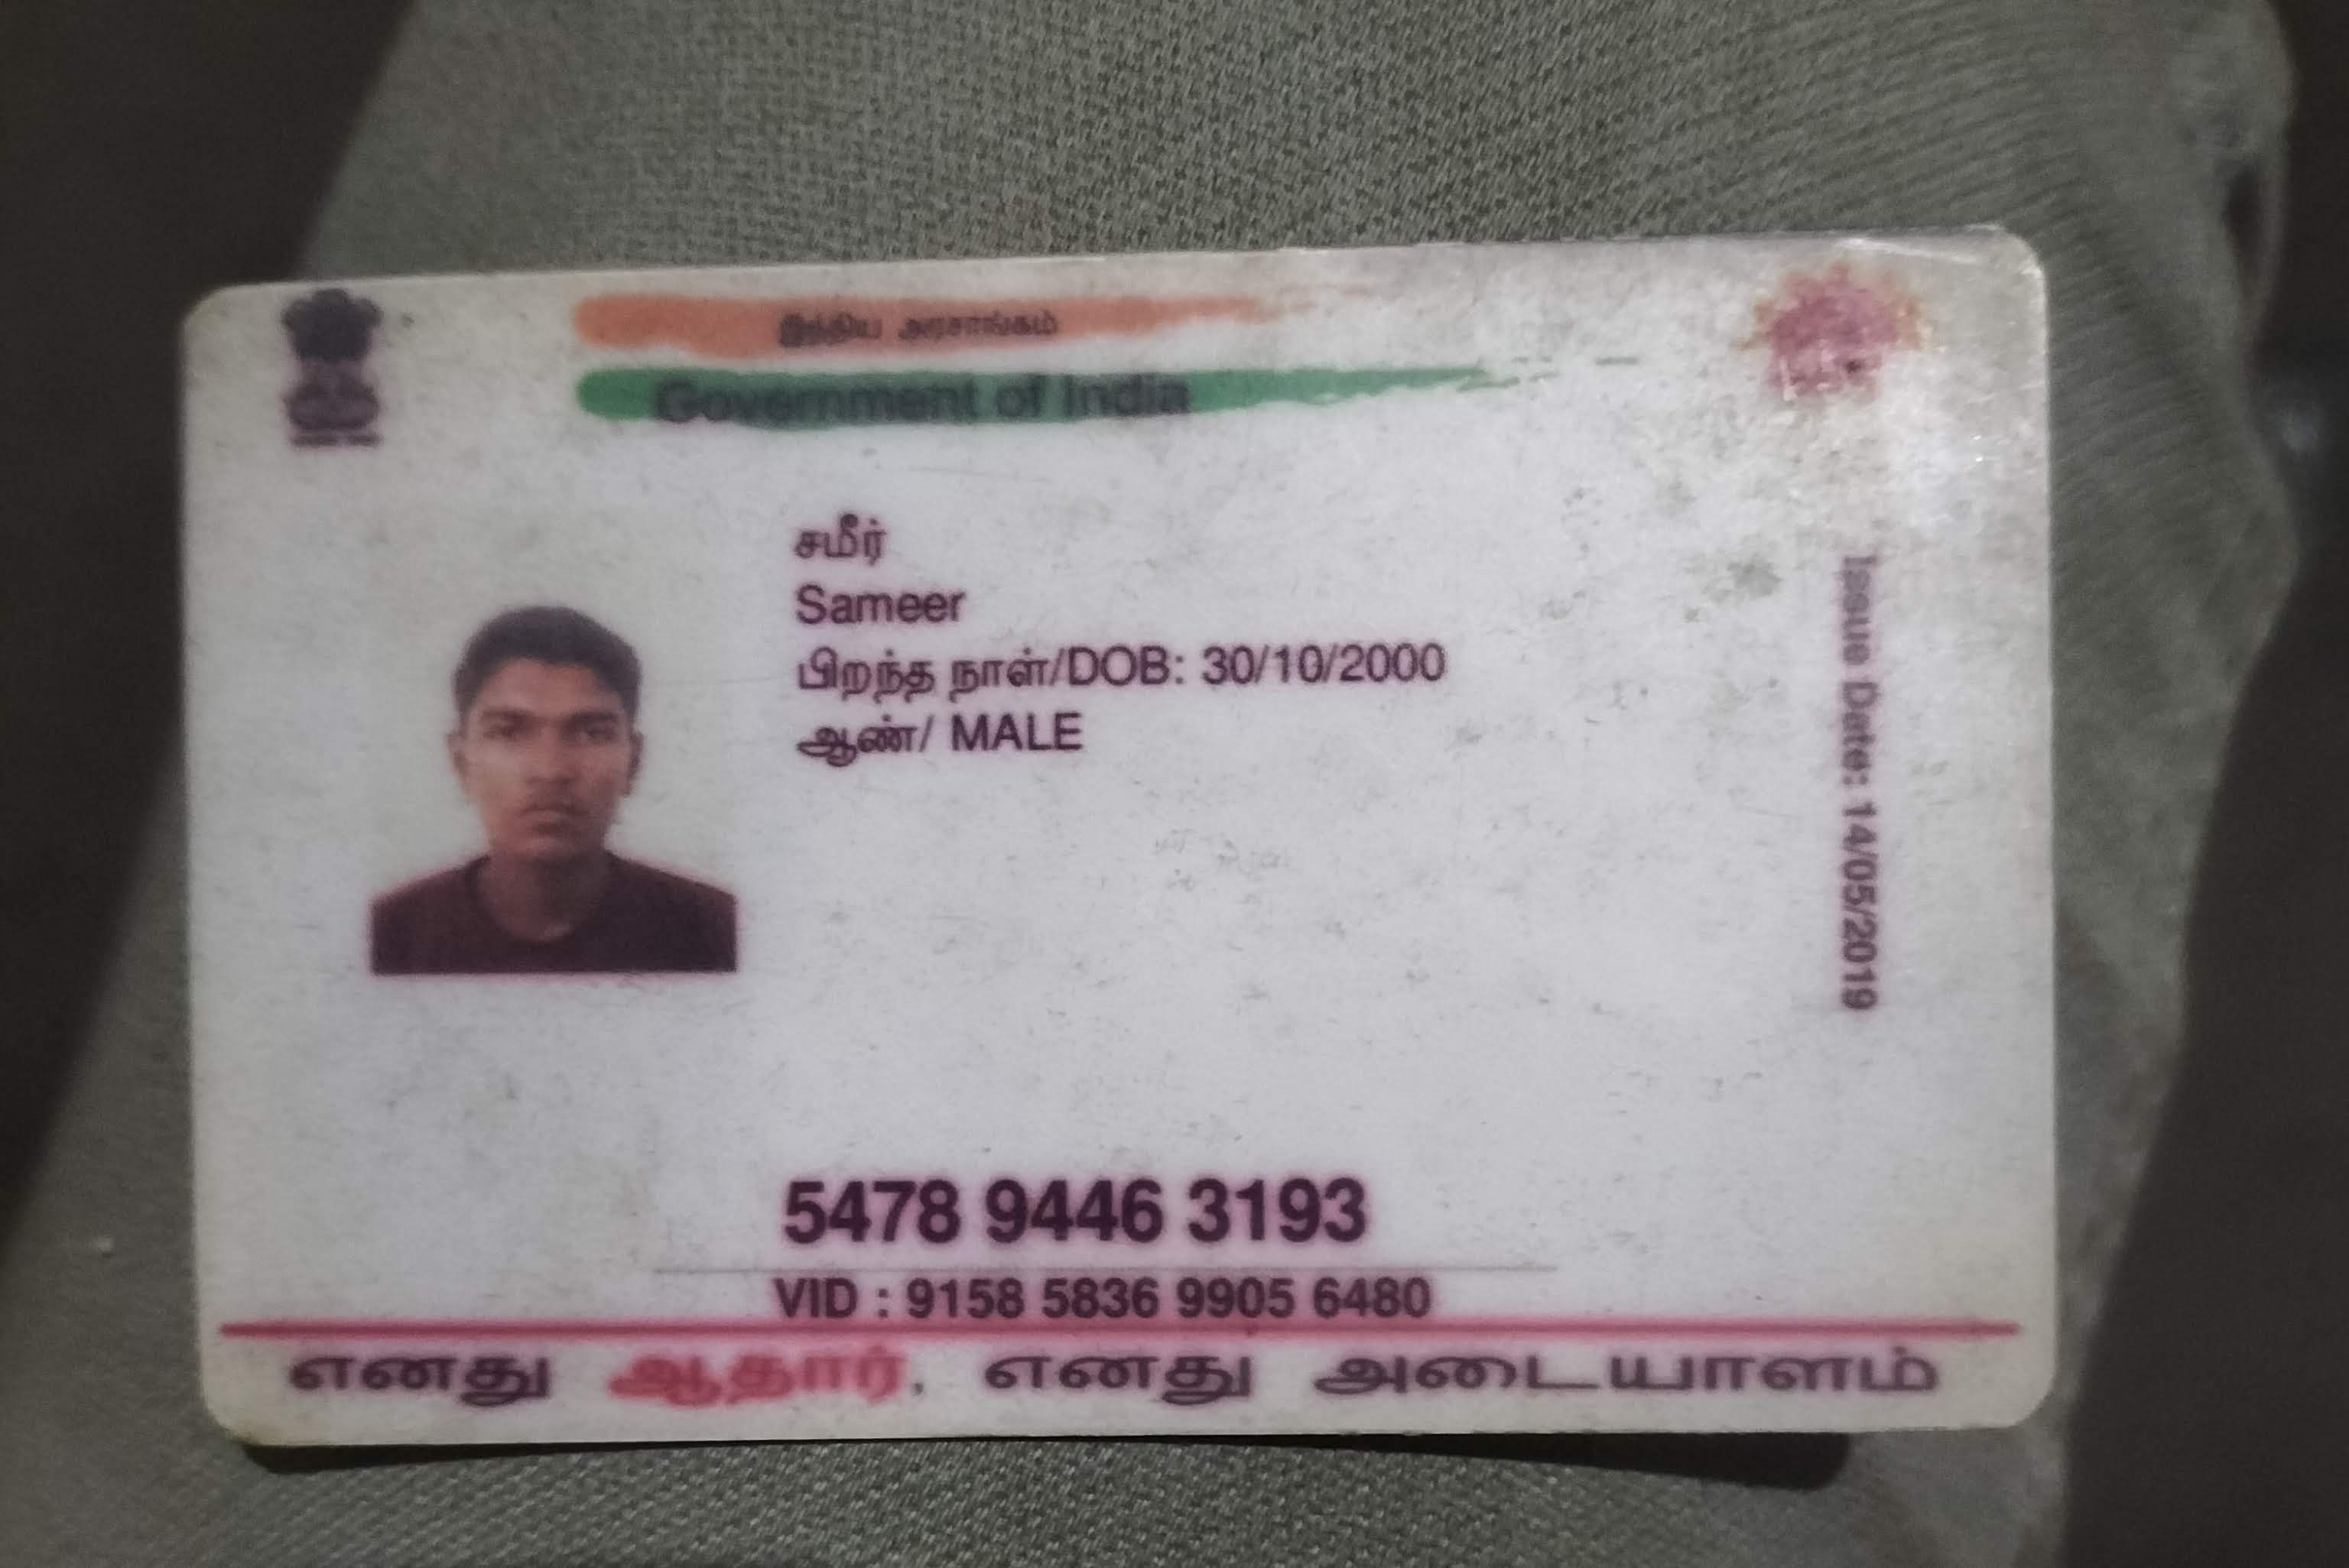 இந்திய அரசாங்கம்
Government of India
சமீர்
Sameer
பிறந்த நாள்/DOB: 30/10/2000
ஆண்/ MALE
Issue Date: 14/05/2019
5478 9446 3193
VID : 9158 5836 9905 6480
எனது ஆதார், எனது அடையாளம்